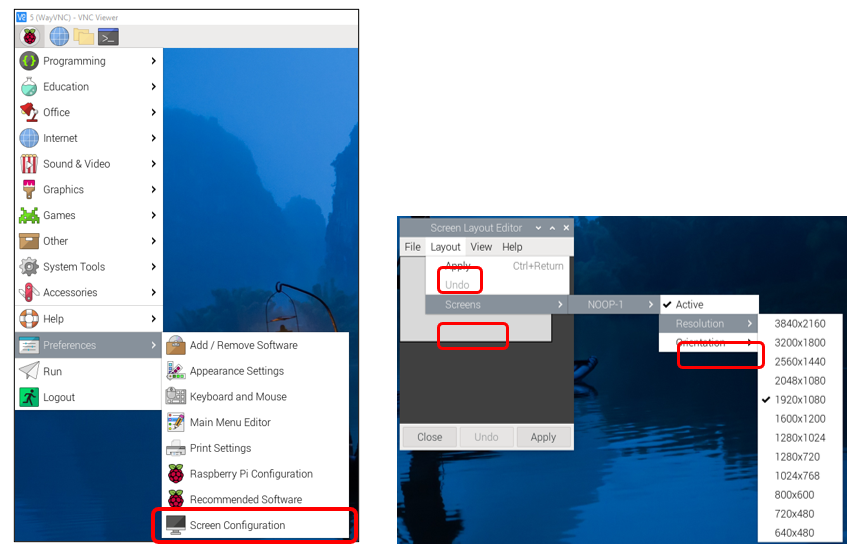 5 (WayVNC) - VNC Viewer
Programming
Education
Office
Internet
Sound & Video
Graphics
Games
Other
System Tools
Accessories
Help
Preferences
Run
Logout
Add / Remove Software
Appearance Settings
Keyboard and Mouse
Main Menu Editor
Print Settings
Raspberry Pi Configuration
Recommended Software
Screen Configuration
Screen Layout Editor
File Layout View Help
Apply Ctrl+Return
Undo
Screens
NOOP-1
Active
Resolution
Orientation
3840x2160
3200x1800
2560x1440
2048x1080
1920x1080
1600x1200
1280x1024
1280x720
1024x768
800x600
720x480
640x480
Close Undo Apply